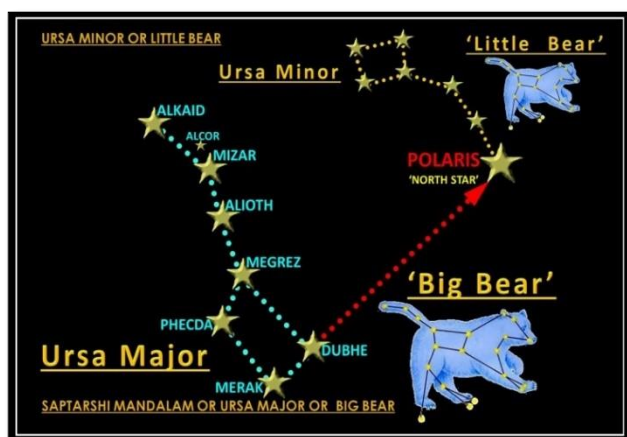 URSA MINOR OR LITTLE BEAR
'Little Bear'
Ursa Minor
ALKAID
ALCOR
MIZAR
POLARIS
'NORTH STAR'
ALIOTH
MEGREZ
'Big Bear'
PHECDA
DUBHE
Ursa Major
MERAK
SAPTARSHI MANDALAM OR URSA MAJOR OR BIG BEAR